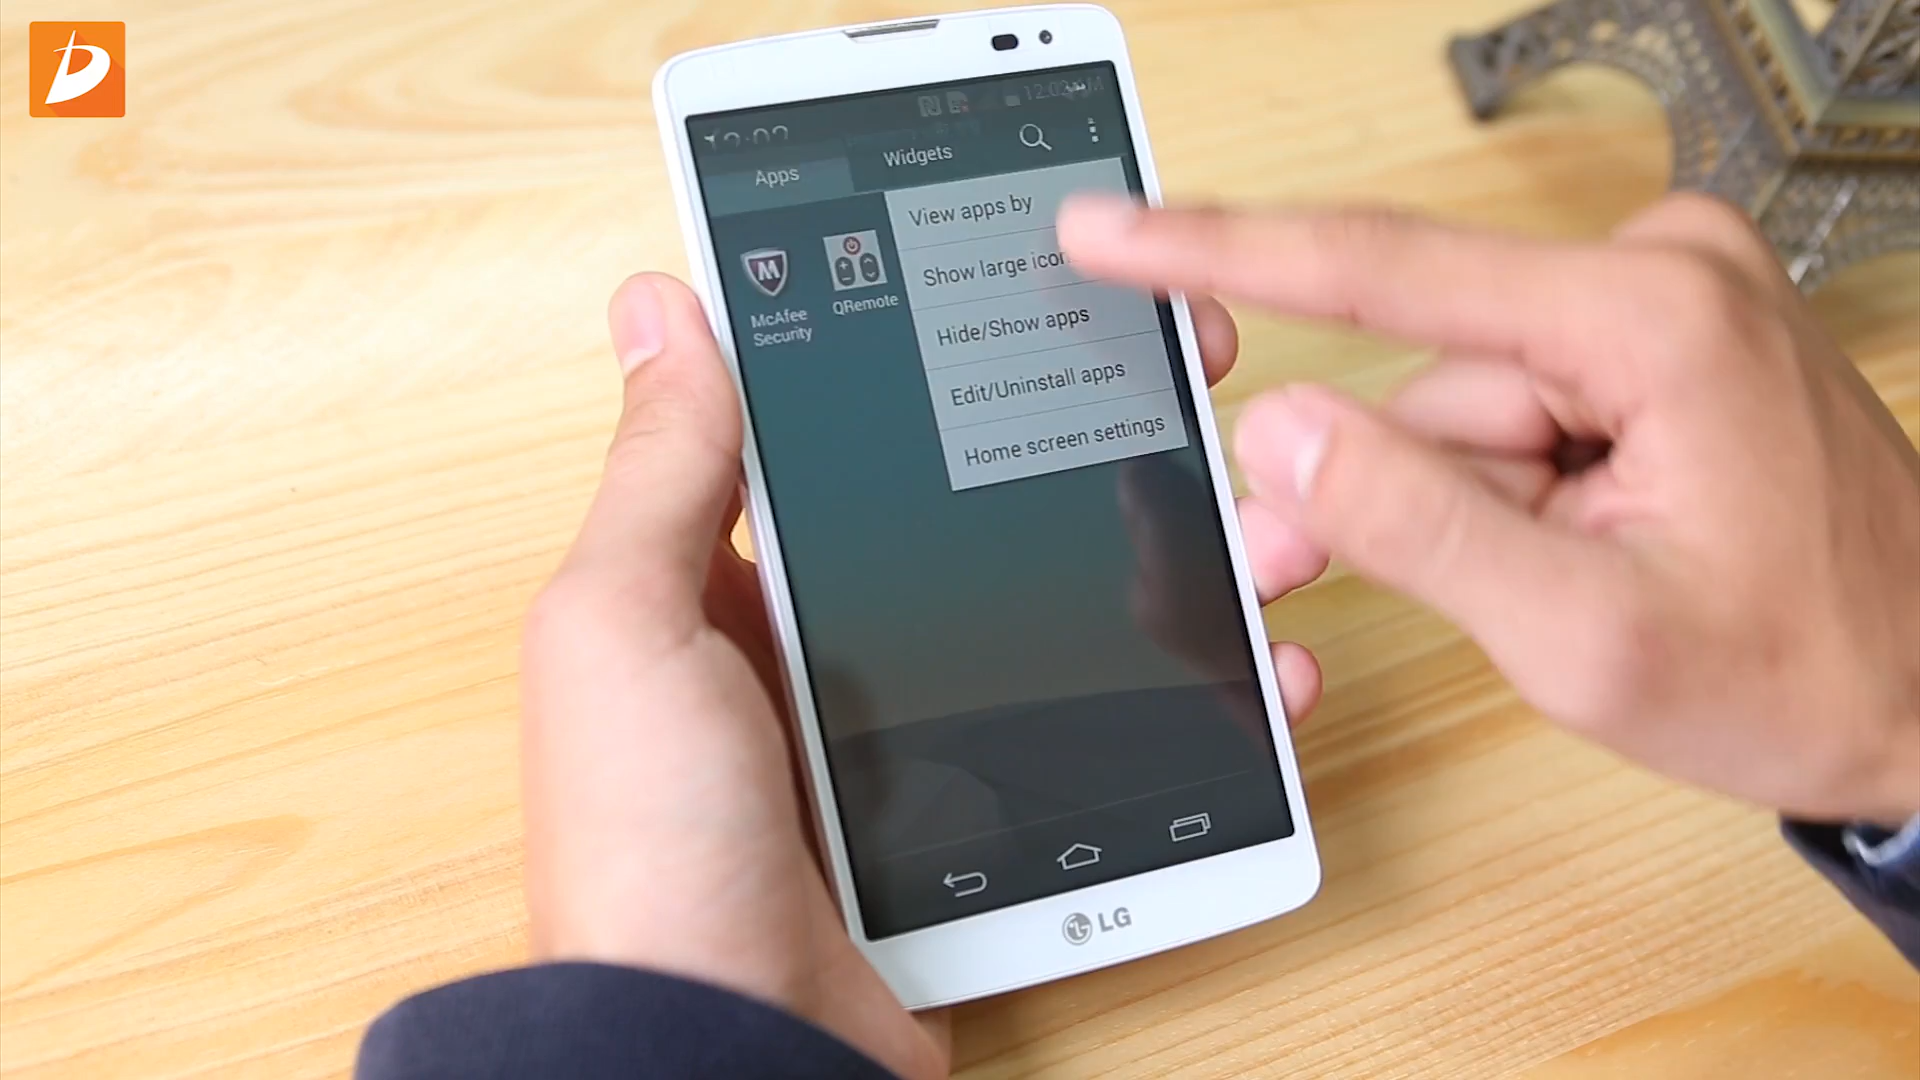 Apps
Widgets
View apps by
Show large icon
Hide/Show apps
Edit/Uninstall apps
Home screen settings
McAfee
Security
QRemote
LG